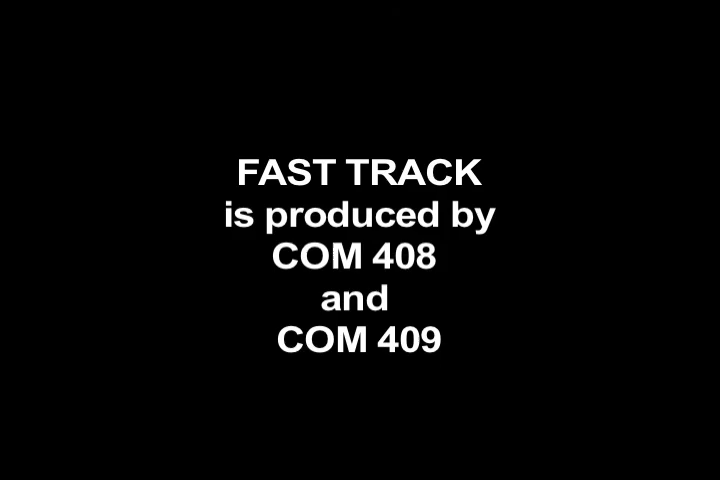 FAST TRACK
is produced by
COM 408
and
COM 409